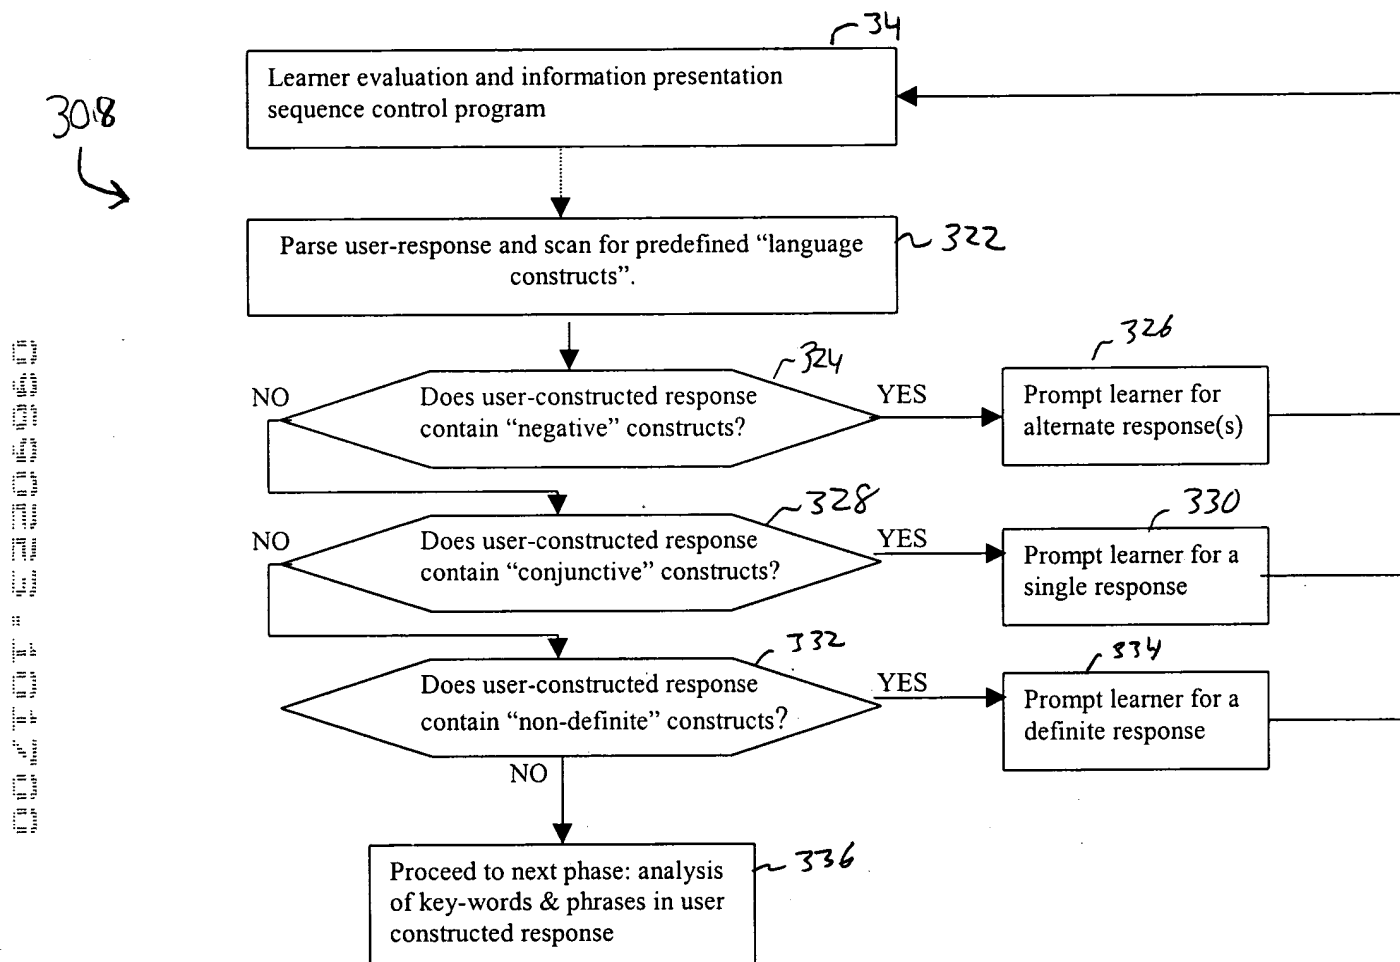 34
Learner evaluation and information presentation
sequence control program
308
Parse user-response and scan for predefined “language
constructs”.
322
324
326
NO
Does user-constructed response
contain “negative” constructs?
YES
Prompt learner for
alternate response(s)
328
330
NO
Does user-constructed response
contain “conjunctive” constructs?
YES
Prompt learner for a
single response
332
334
Does user-constructed response
contain “non-definite” constructs?
YES
Prompt learner for a
definite response
NO
336
Proceed to next phase: analysis
of key-words & phrases in user
constructed response